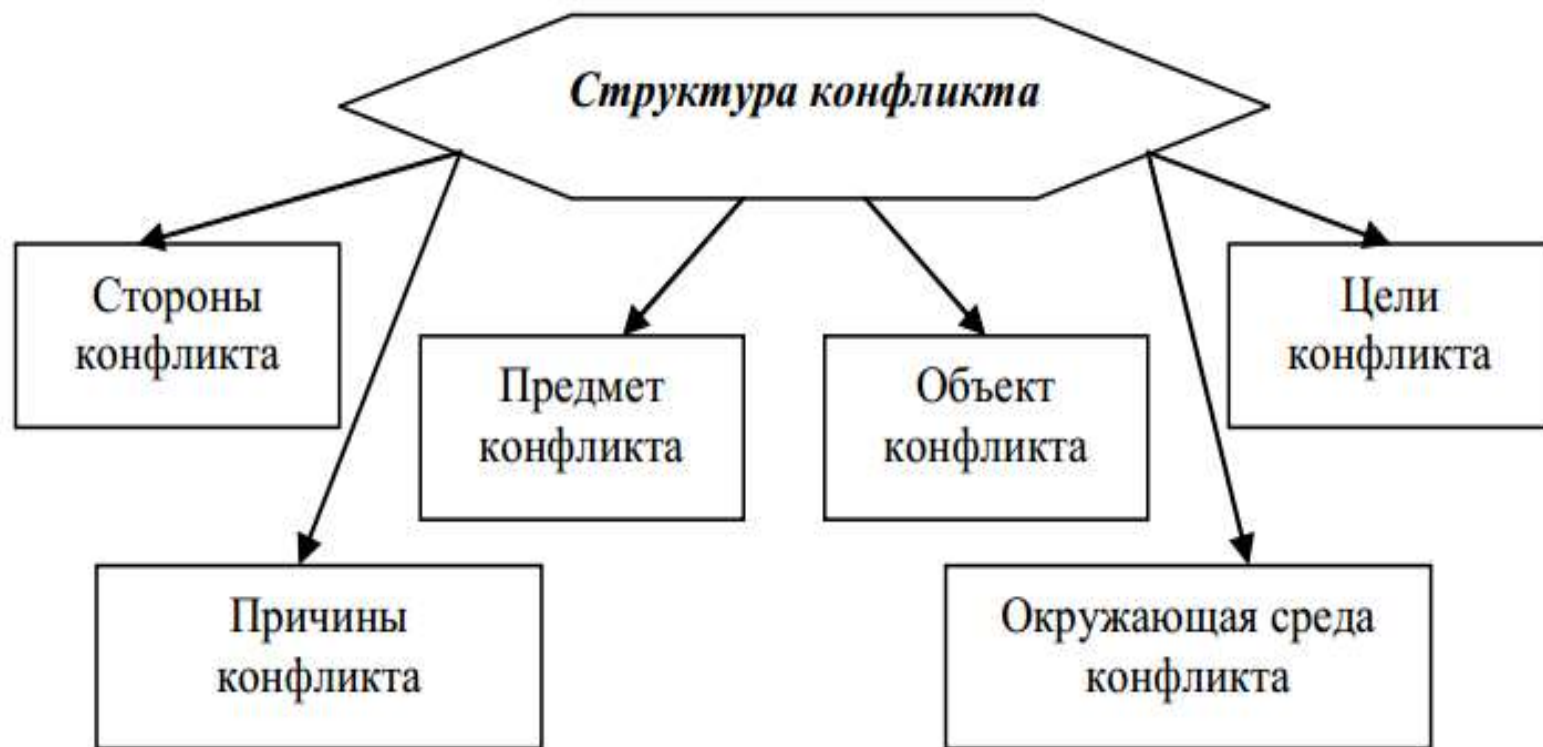 Структура конфликта
Стороны
конфликта
Предмет
конфликта
Объект
конфликта
Цели
конфликта
Причины
конфликта
Окружающая среда
конфликта